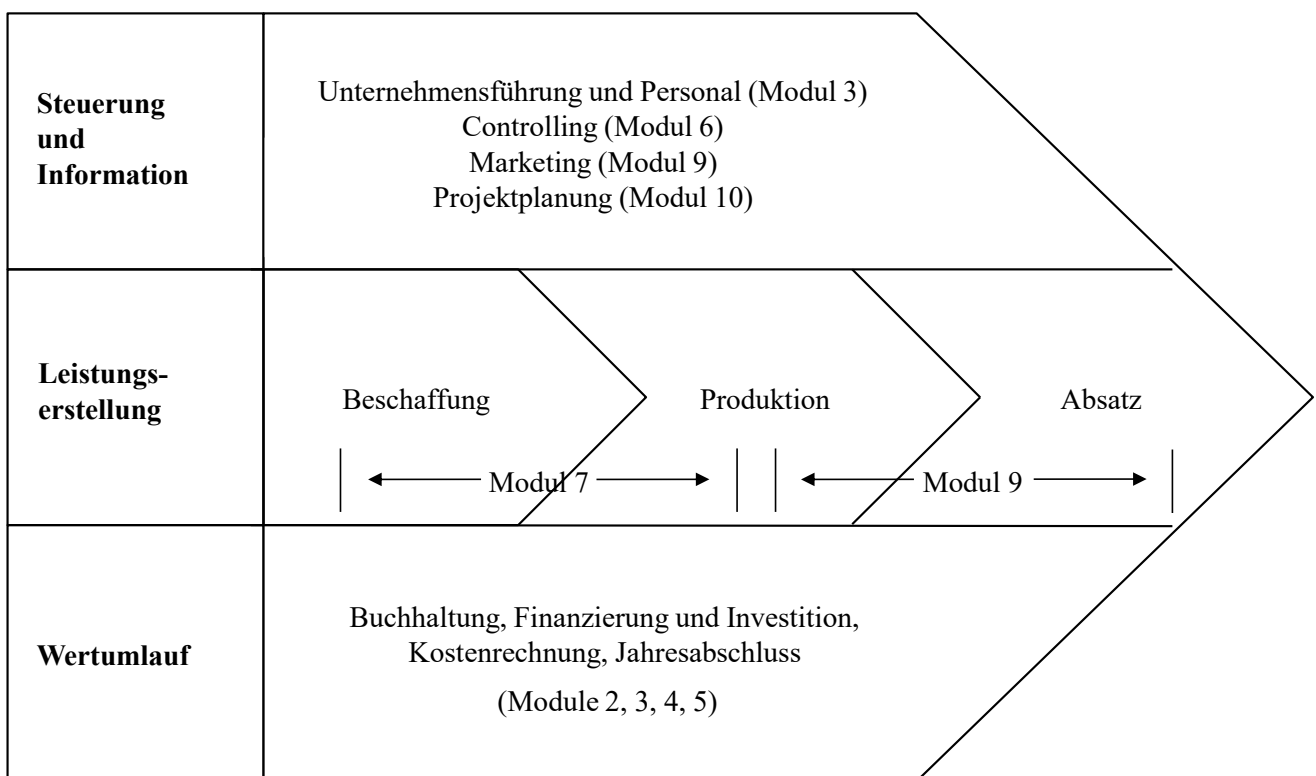 Steuerung
und
Information
Unternehmensführung und Personal (Modul 3)
Controlling (Modul 6)
Marketing (Modul 9)
Projektplanung (Modul 10)
Leistungs-
erstellung
Beschaffung
Produktion
Absatz
Modul 7
Modul 9
Wertumlauf
Buchhaltung, Finanzierung und Investition,
Kostenrechnung, Jahresabschluss
(Module 2, 3, 4, 5)